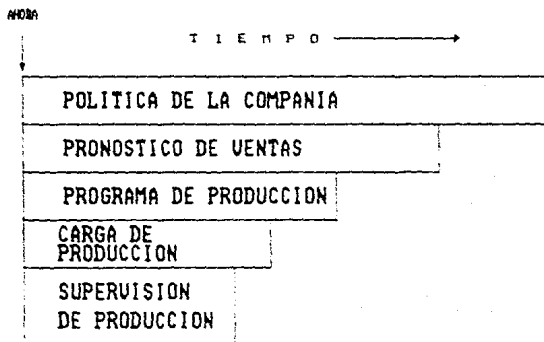 AHORA
T I E M P O
POLITICA DE LA COMPANIA
PRONOSTICO DE VENTAS
PROGRAMA DE PRODUCCION
CARGA DE
PRODUCCION
SUPERVISION
DE PRODUCCION